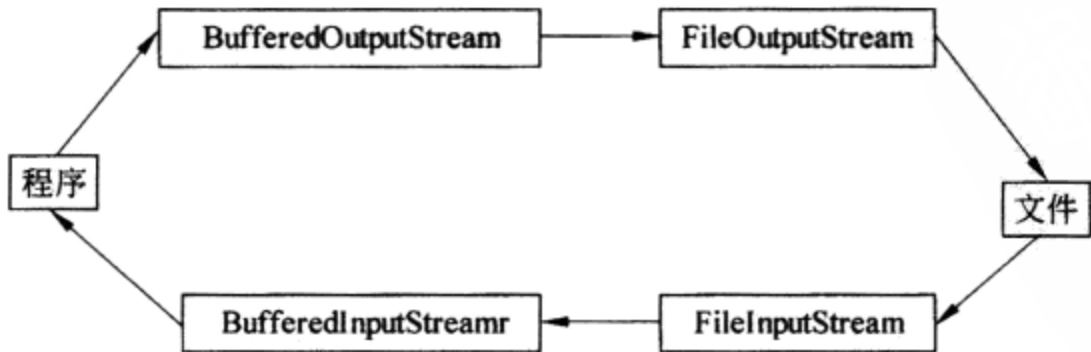 BufferedOutputStream
FileOutputStream
程序
文件
BufferedInputStreamr
FileInputStream